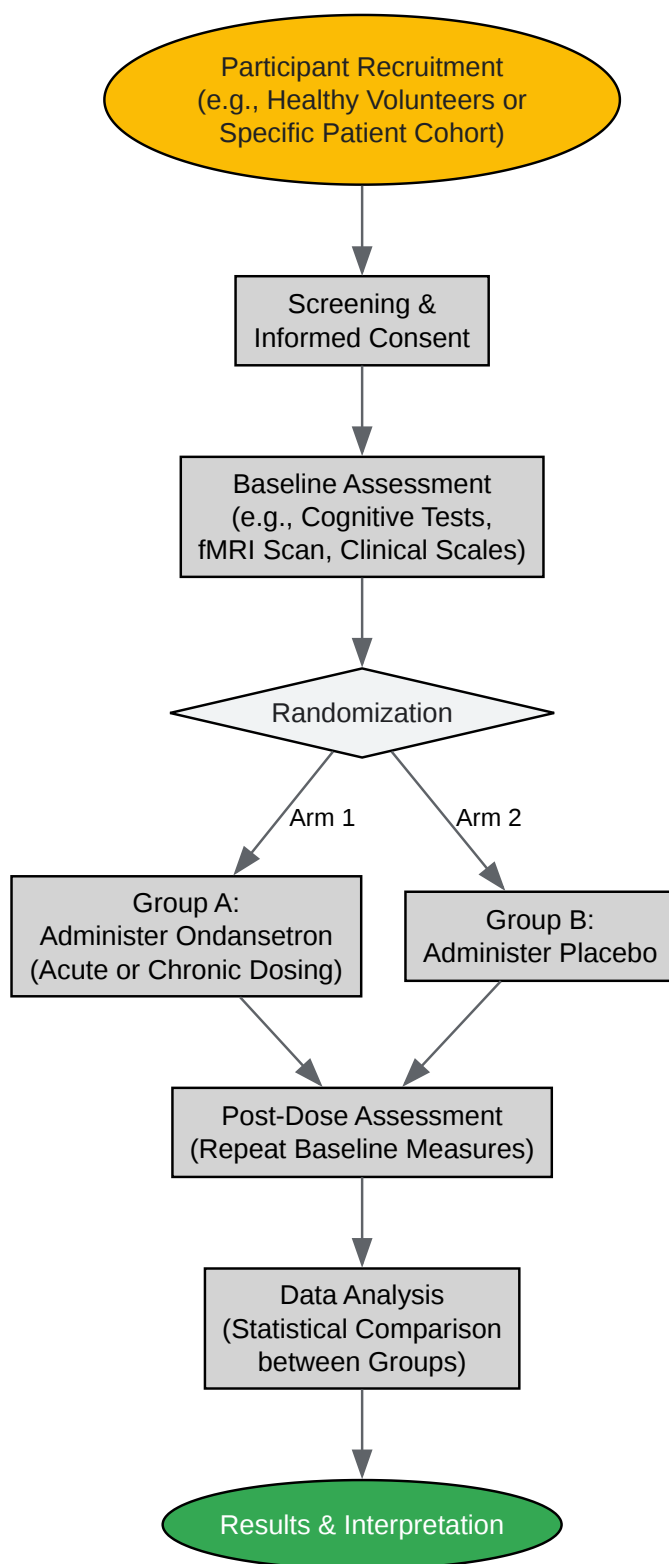 Participant Recruitment
(e.g., Healthy Volunteers or
Specific Patient Cohort)
Screening &
Informed Consent
Baseline Assessment
(e.g., Cognitive Tests,
fMRI Scan, Clinical Scales)
Randomization
Arm 1
Arm 2
Group A:
Administer Ondansetron
(Acute or Chronic Dosing)
Group B:
Administer Placebo
Post-Dose Assessment
(Repeat Baseline Measures)
Data Analysis
(Statistical Comparison
between Groups)
Results & Interpretation